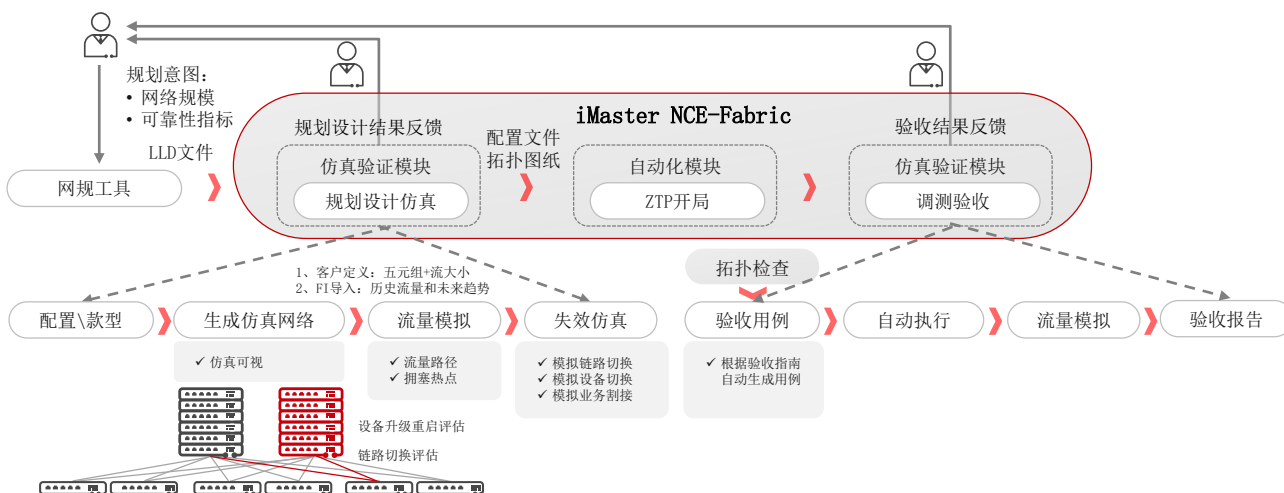 规划意图：
• 网络规模
• 可靠性指标
LLD文件
网规工具
iMaster NCE-Fabric
规划设计结果反馈
仿真验证模块
规划设计仿真
配置文件
拓扑图纸
自动化模块
ZTP开局
验收结果反馈
仿真验证模块
调测验收
1、客户定义：五元组+流大小
2、FI导入：历史流量和未来趋势
拓扑检查
配置\款型
生成仿真网络
流量模拟
失效仿真
验收用例
自动执行
流量模拟
验收报告
✓ 仿真可视
✓ 流量路径
✓ 拥塞热点
✓ 模拟链路切换
✓ 模拟设备切换
✓ 模拟业务割接
✓ 根据验收指南
自动生成用例
设备升级重启评估
链路切换评估